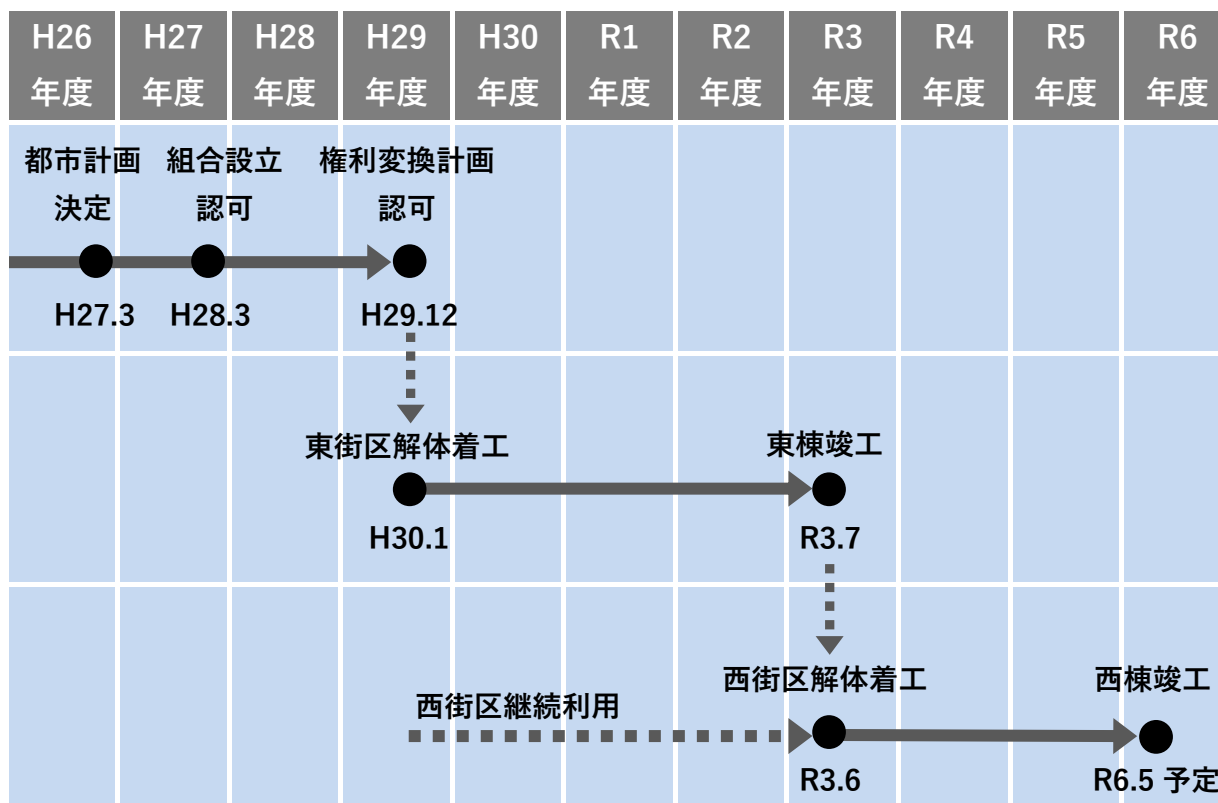 H26 H27 H28 H29 H30 R1 R2 R3 R4 R5 R6
年度 年度 年度 年度 年度 年度 年度 年度 年度 年度 年度
都市計画 組合設立 権利変換計画
決定 認可 認可
H27.3 H28.3 H29.12
東街区解体着工 東棟竣工
H30.1 R3.7
西街区解体着工 西棟竣工
西街区継続利用
R3.6 R6.5 予定